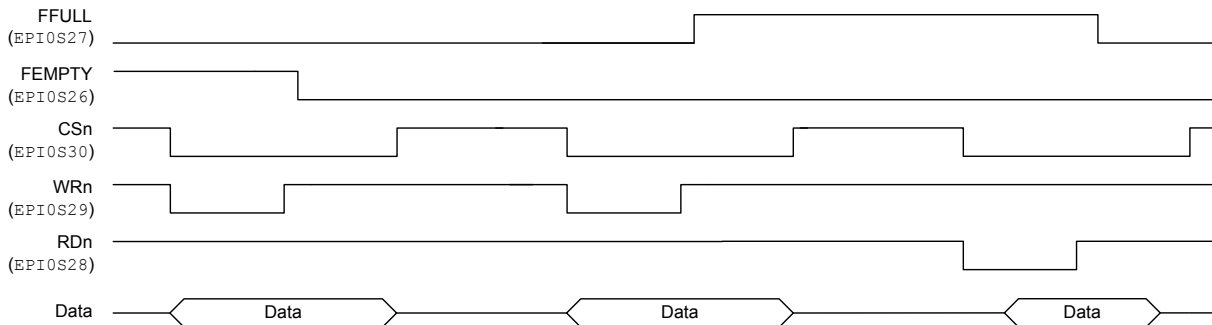 FFULL
(EPI0S27)
FEMPTY
(EPI0S26)
CSn
(EPI0S30)
WRn
(EPI0S29)
RDn
(EPI0S28)
Data Data Data Data